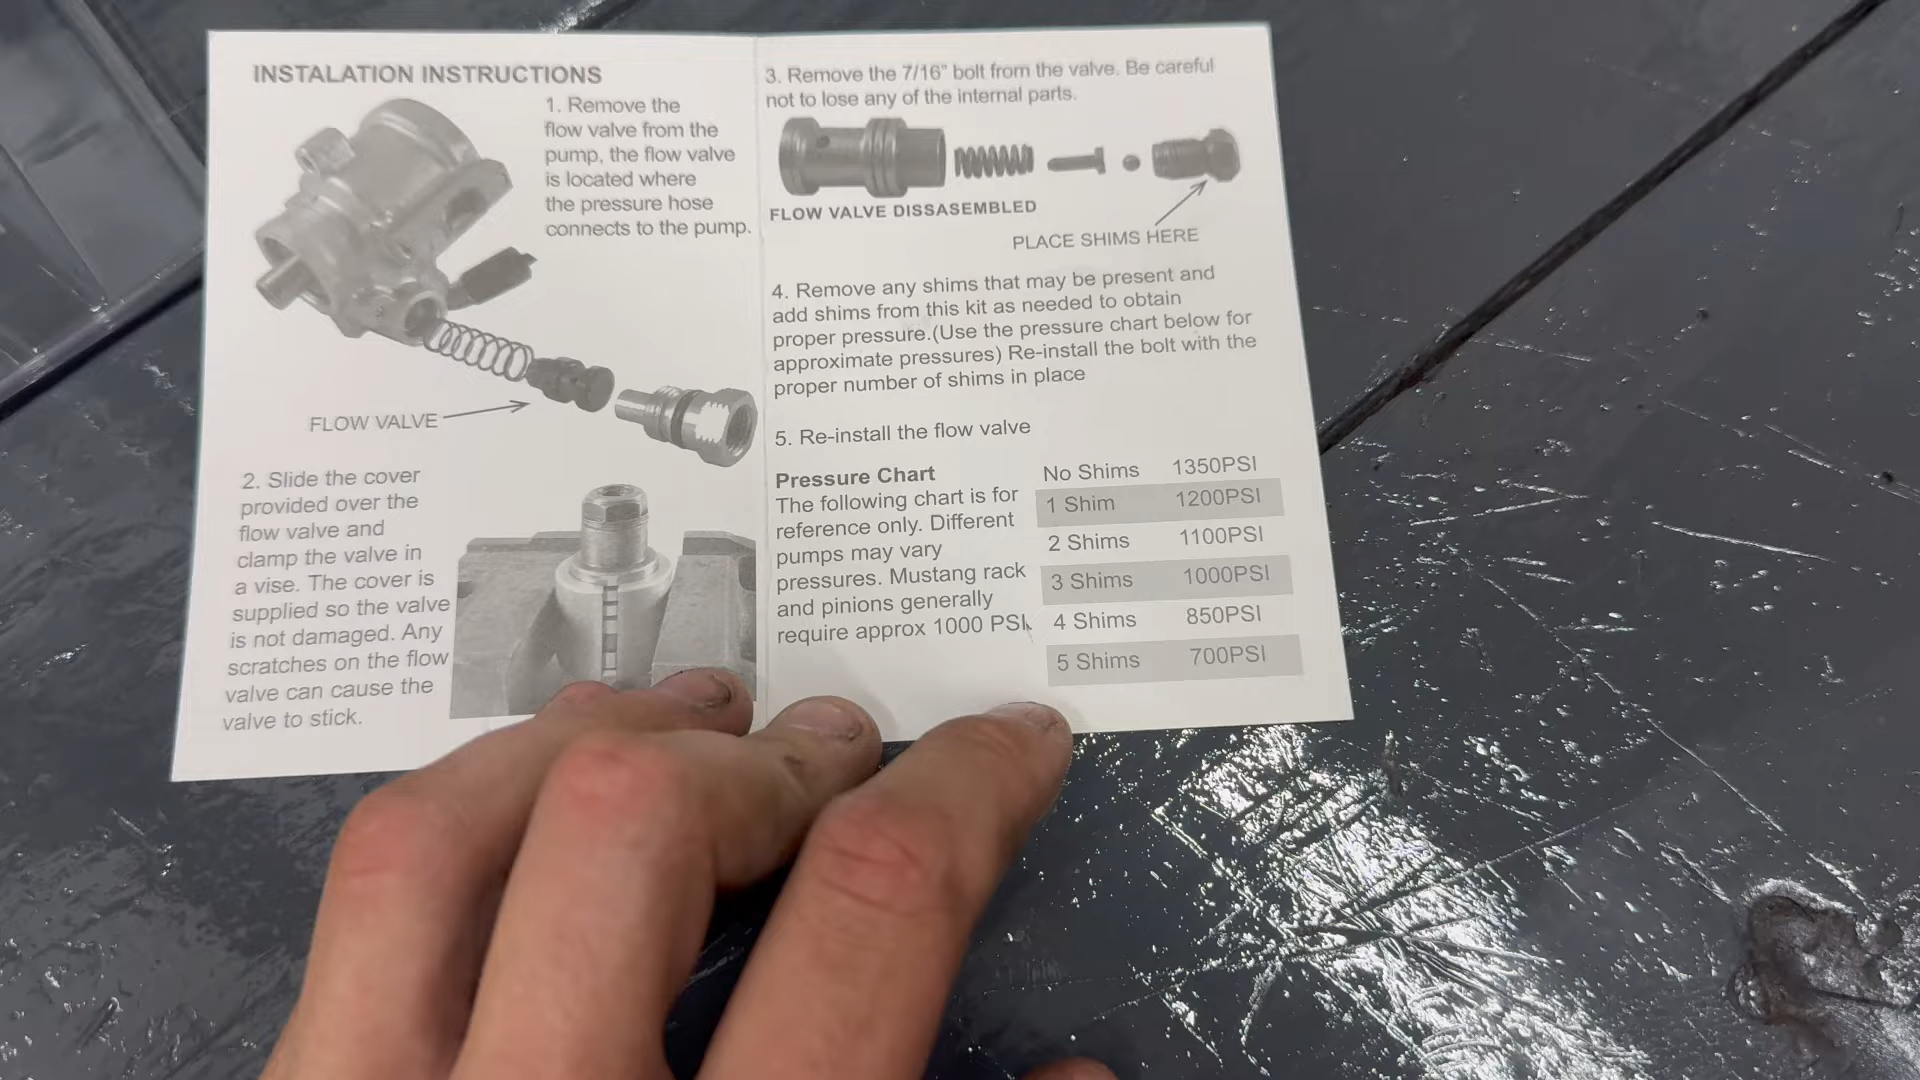 INSTALATION INSTRUCTIONS
1. Remove the
flow valve from the
pump, the flow valve
is located where
the pressure hose
connects to the pump.
FLOW VALVE
2. Slide the cover
provided over the
flow valve and
clamp the valve in
a vise. The cover is
supplied so the valve
is not damaged. Any
scratches on the flow
valve can cause the
valve to stick.
3. Remove the 7/16" bolt from the valve. Be careful
not to lose any of the internal parts.
FLOW VALVE DISSASEMBLED
PLACE SHIMS HERE
4. Remove any shims that may be present and
add shims from this kit as needed to obtain
proper pressure.(Use the pressure chart below for
approximate pressures) Re-install the bolt with the
proper number of shims in place
5. Re-install the flow valve
Pressure Chart
The following chart is for
reference only. Different
pumps may vary
pressures. Mustang rack
and pinions generally
require approx 1000 PSI.
No Shims 1350PSI
1 Shim 1200PSI
2 Shims 1100PSI
3 Shims 1000PSI
4 Shims 850PSI
5 Shims 700PSI